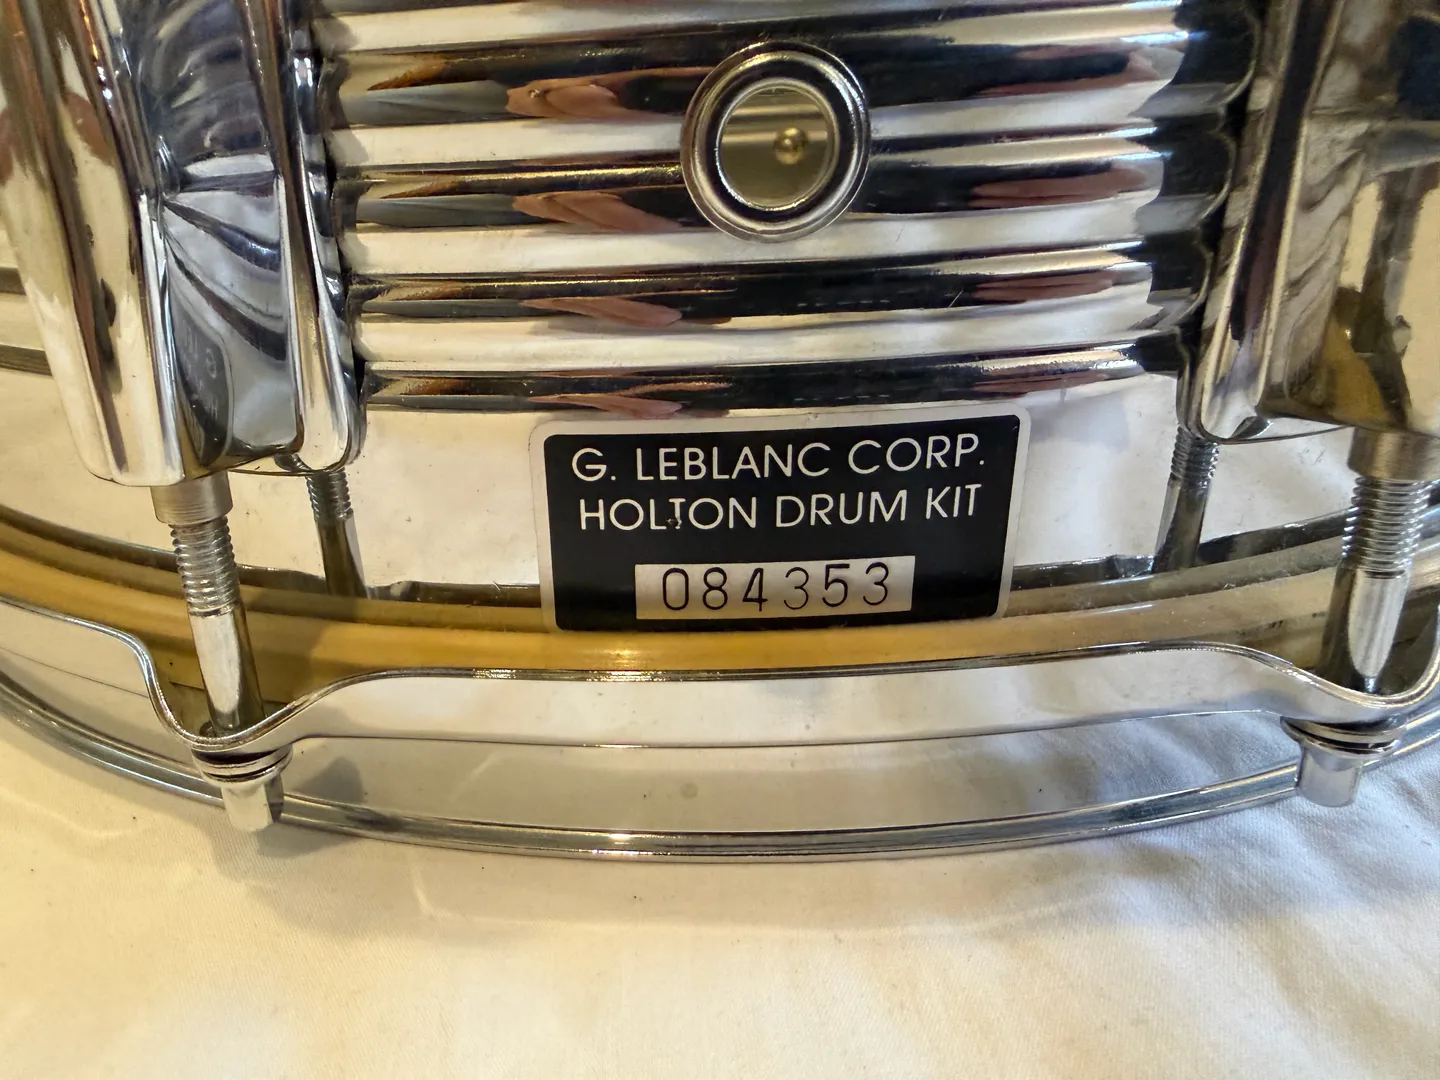 G. LEBLANC CORP.
HOLTON DRUM KIT
084353